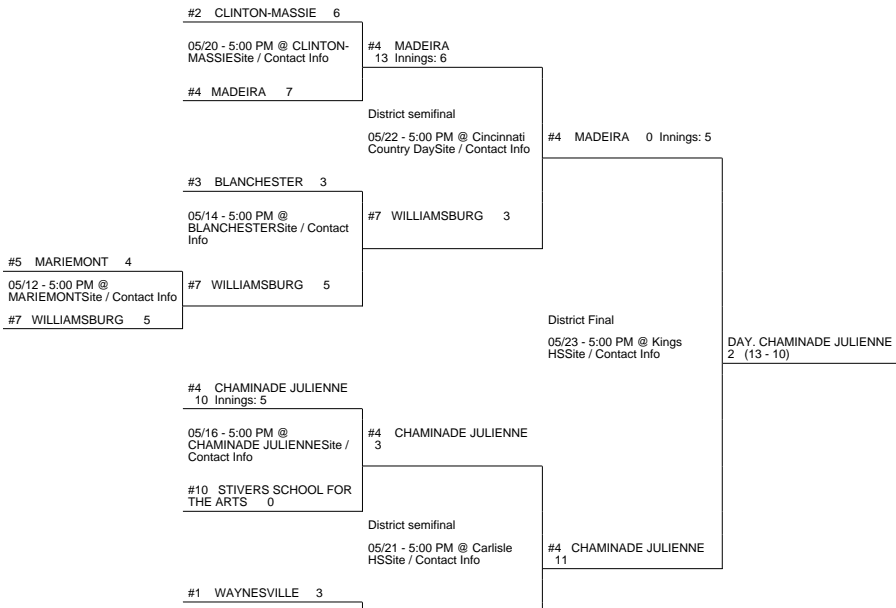 #2 CLINTON-MASSIE 6
05/20 - 5:00 PM @ CLINTON-
MASSIESite / Contact Info
#4 MADEIRA 7
#4 MADEIRA
13 Innings: 6
District semifinal
05/22 - 5:00 PM @ Cincinnati
Country DaySite / Contact Info
#4 MADEIRA 0 Innings: 5
#3 BLANCHESTER 3
05/14 - 5:00 PM @
BLANCHESTERSite / Contact
Info
#7 WILLIAMSBURG 3
#5 MARIEMONT 4
05/12 - 5:00 PM @
MARIEMONTSite / Contact Info
#7 WILLIAMSBURG 5
#7 WILLIAMSBURG 5
District Final
05/23 - 5:00 PM @ Kings
HSSite / Contact Info
DAY. CHAMINADE JULIENNE
2 (13 - 10)
#4 CHAMINADE JULIENNE
10 Innings: 5
05/16 - 5:00 PM @
CHAMINADE JULIENNESite /
Contact Info
#4 CHAMINADE JULIENNE
3
#10 STIVERS SCHOOL FOR
THE ARTS 0
District semifinal
05/21 - 5:00 PM @ Carlisle
HSSite / Contact Info
#4 CHAMINADE JULIENNE
11
#1 WAYNESVILLE 3